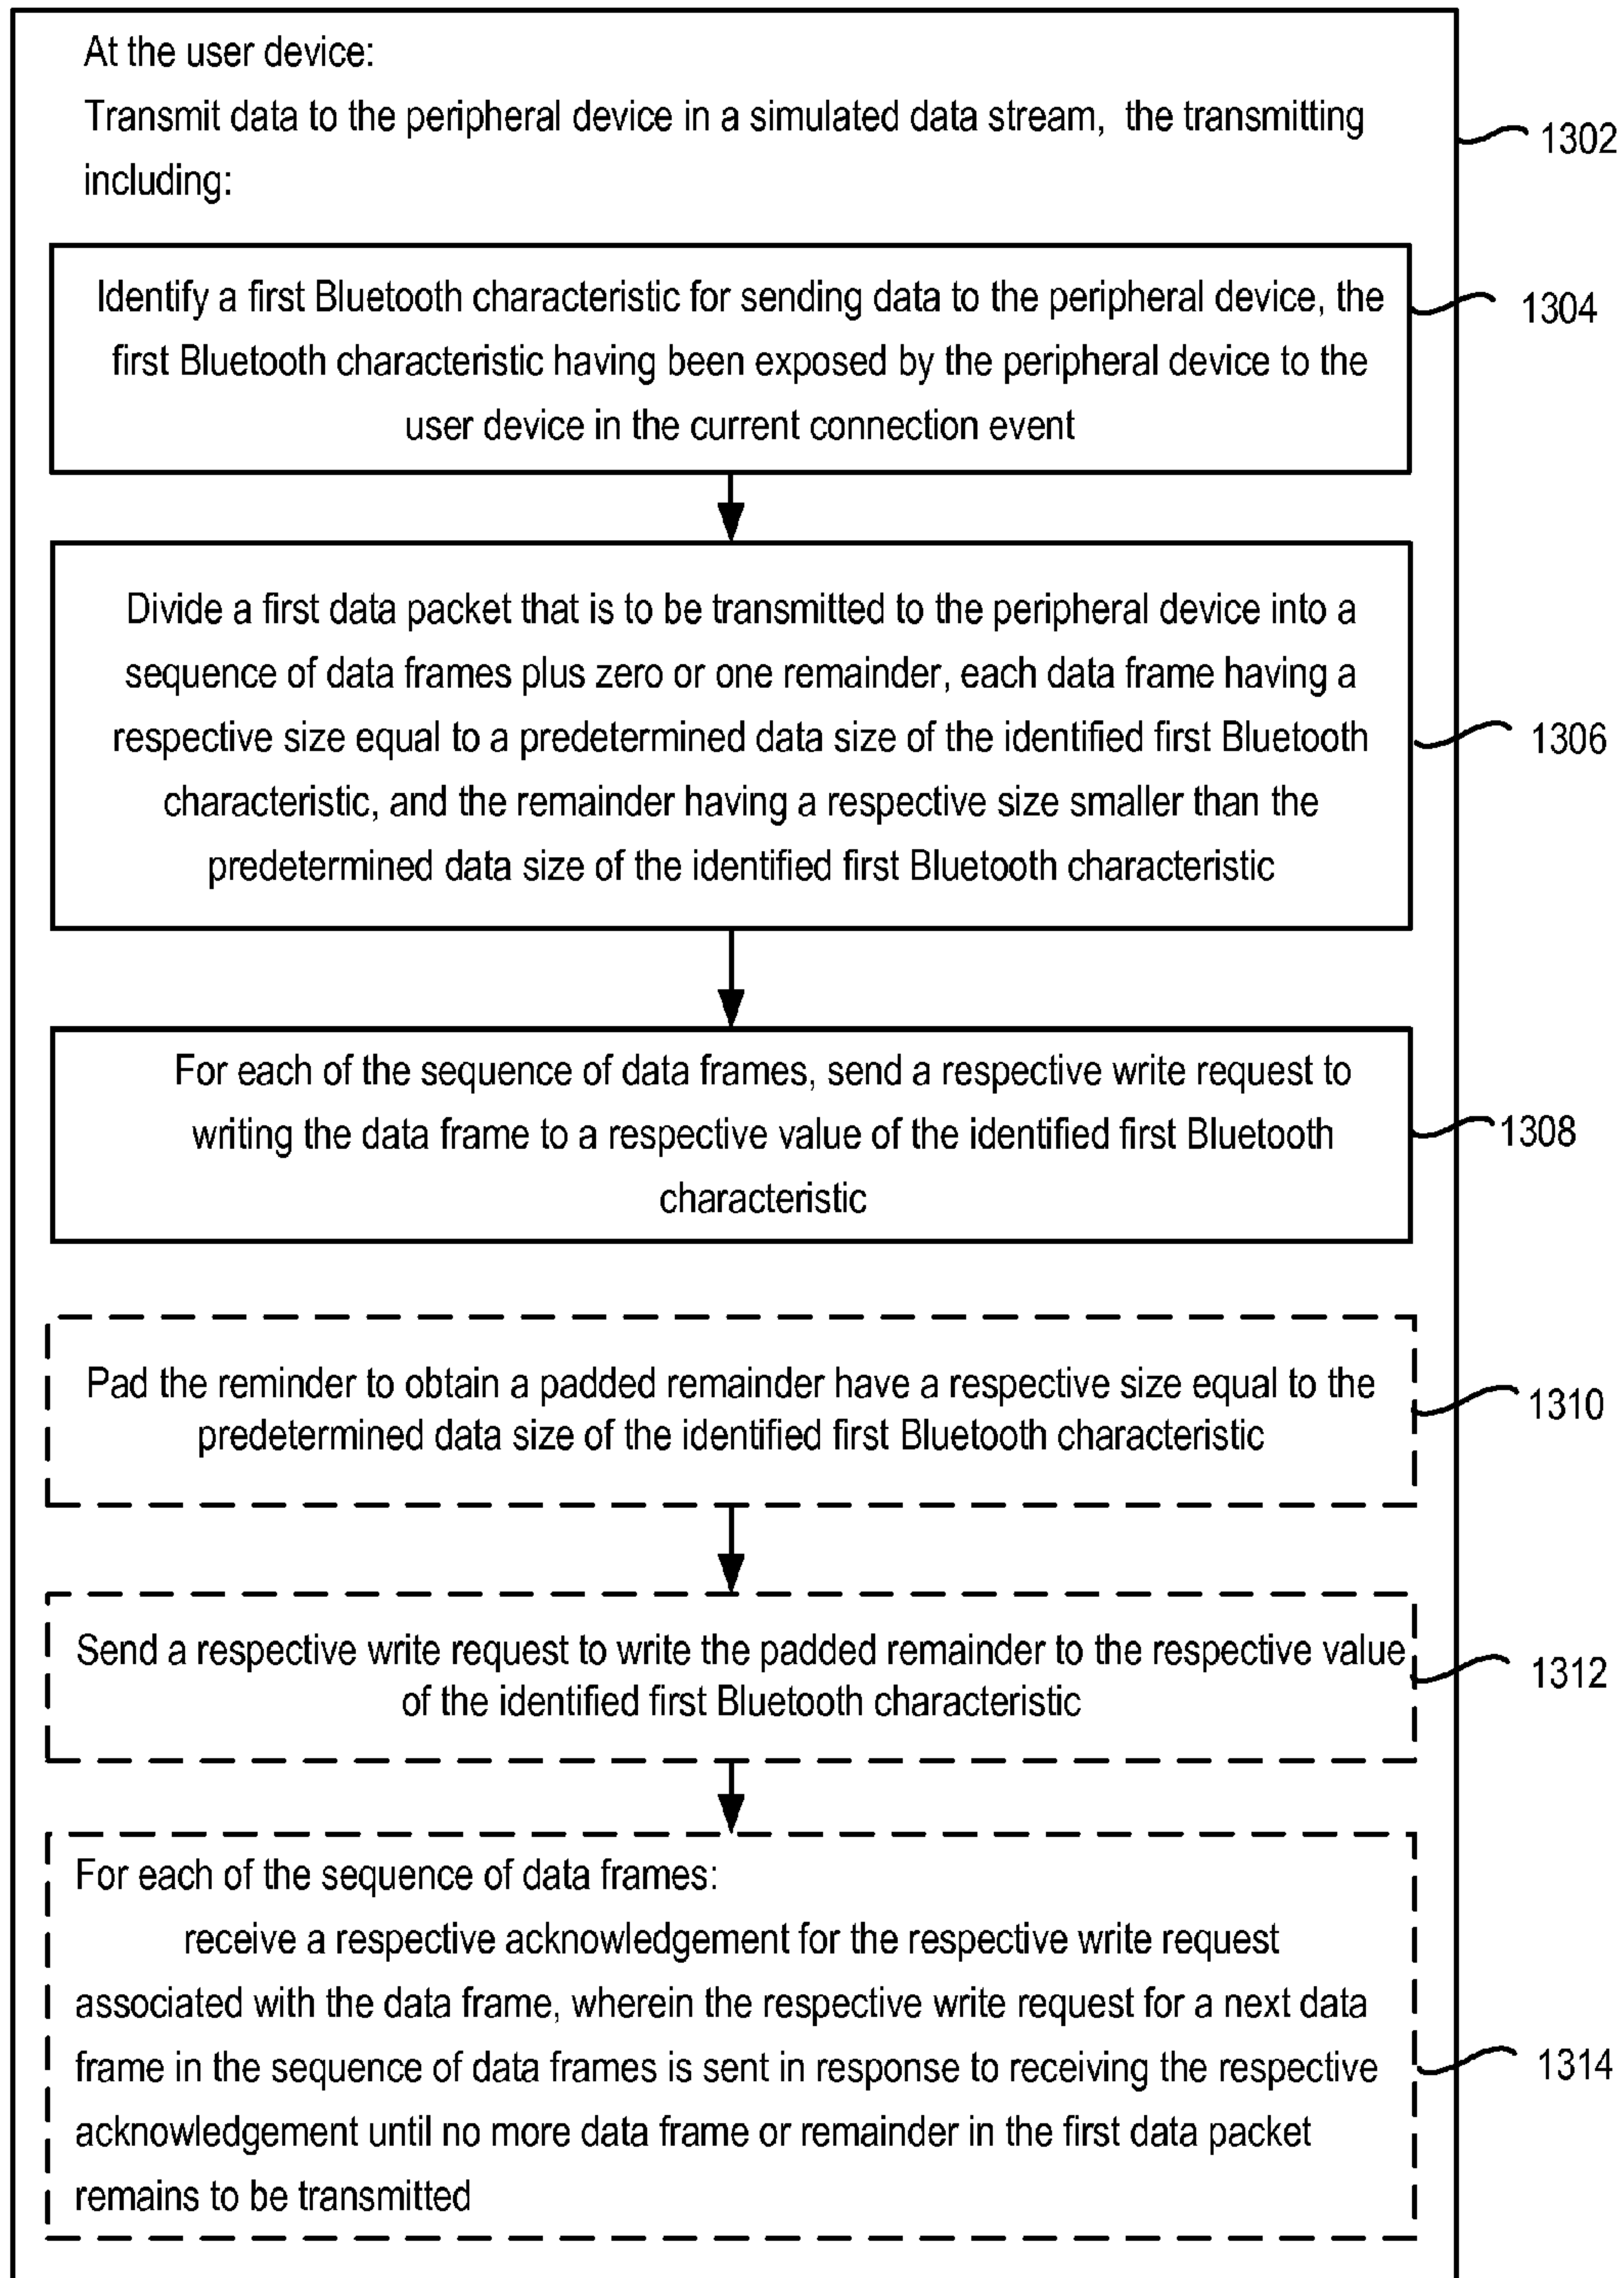 At the user device:
Transmit data to the peripheral device in a simulated data stream, the transmitting
including:
1302
Identify a first Bluetooth characteristic for sending data to the peripheral device, the
first Bluetooth characteristic having been exposed by the peripheral device to the
user device in the current connection event
1304
Divide a first data packet that is to be transmitted to the peripheral device into a
sequence of data frames plus zero or one remainder, each data frame having a
respective size equal to a predetermined data size of the identified first Bluetooth
characteristic, and the remainder having a respective size smaller than the
predetermined data size of the identified first Bluetooth characteristic
1306
For each of the sequence of data frames, send a respective write request to
writing the data frame to a respective value of the identified first Bluetooth
characteristic
1308
Pad the reminder to obtain a padded remainder have a respective size equal to the
predetermined data size of the identified first Bluetooth characteristic
1310
Send a respective write request to write the padded remainder to the respective value
of the identified first Bluetooth characteristic
1312
For each of the sequence of data frames:
receive a respective acknowledgement for the respective write request
associated with the data frame, wherein the respective write request for a next data
frame in the sequence of data frames is sent in response to receiving the respective
acknowledgement until no more data frame or remainder in the first data packet
remains to be transmitted
1314